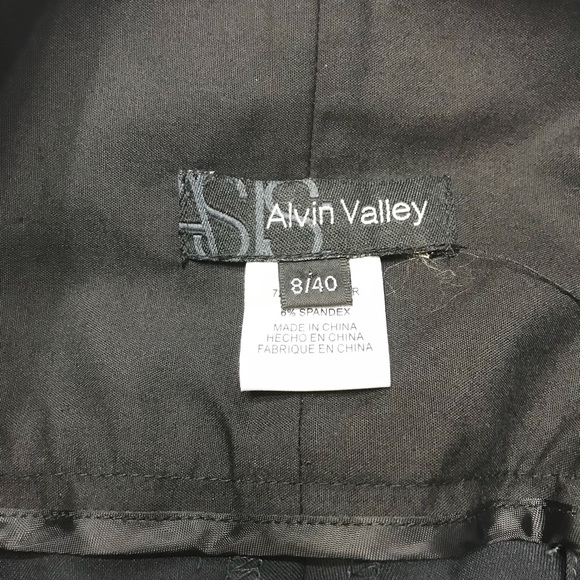 Alvin Valley
8/40
6% SPANDEX
MADE IN CHINA
HECHO EN CHINA
FABRIQUE EN CHINA